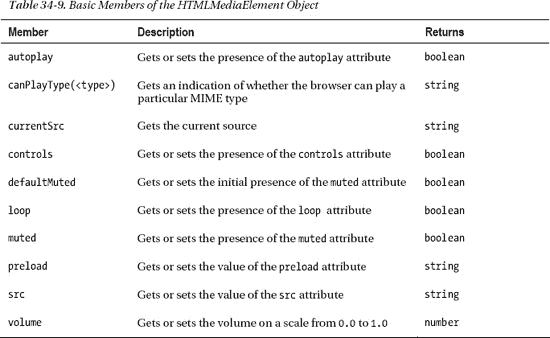 Table 34-9. Basic Members of the HTMLMediaElement Object
Member Description Returns
autoplay Gets or sets the presence of the autoplay attribute boolean
canPlayType(<type>) Gets an indication of whether the browser can play a string
particular MIME type
currentSrc Gets the current source string
controls Gets or sets the presence of the controls attribute boolean
defaultMuted Gets or sets the initial presence of the muted attribute boolean
loop Gets or sets the presence of the loop attribute boolean
muted Gets or sets the presence of the muted attribute boolean
preload Gets or sets the value of the preload attribute string
src Gets or sets the value of the src attribute string
volume Gets or sets the volume on a scale from 0.0 to 1.0 number